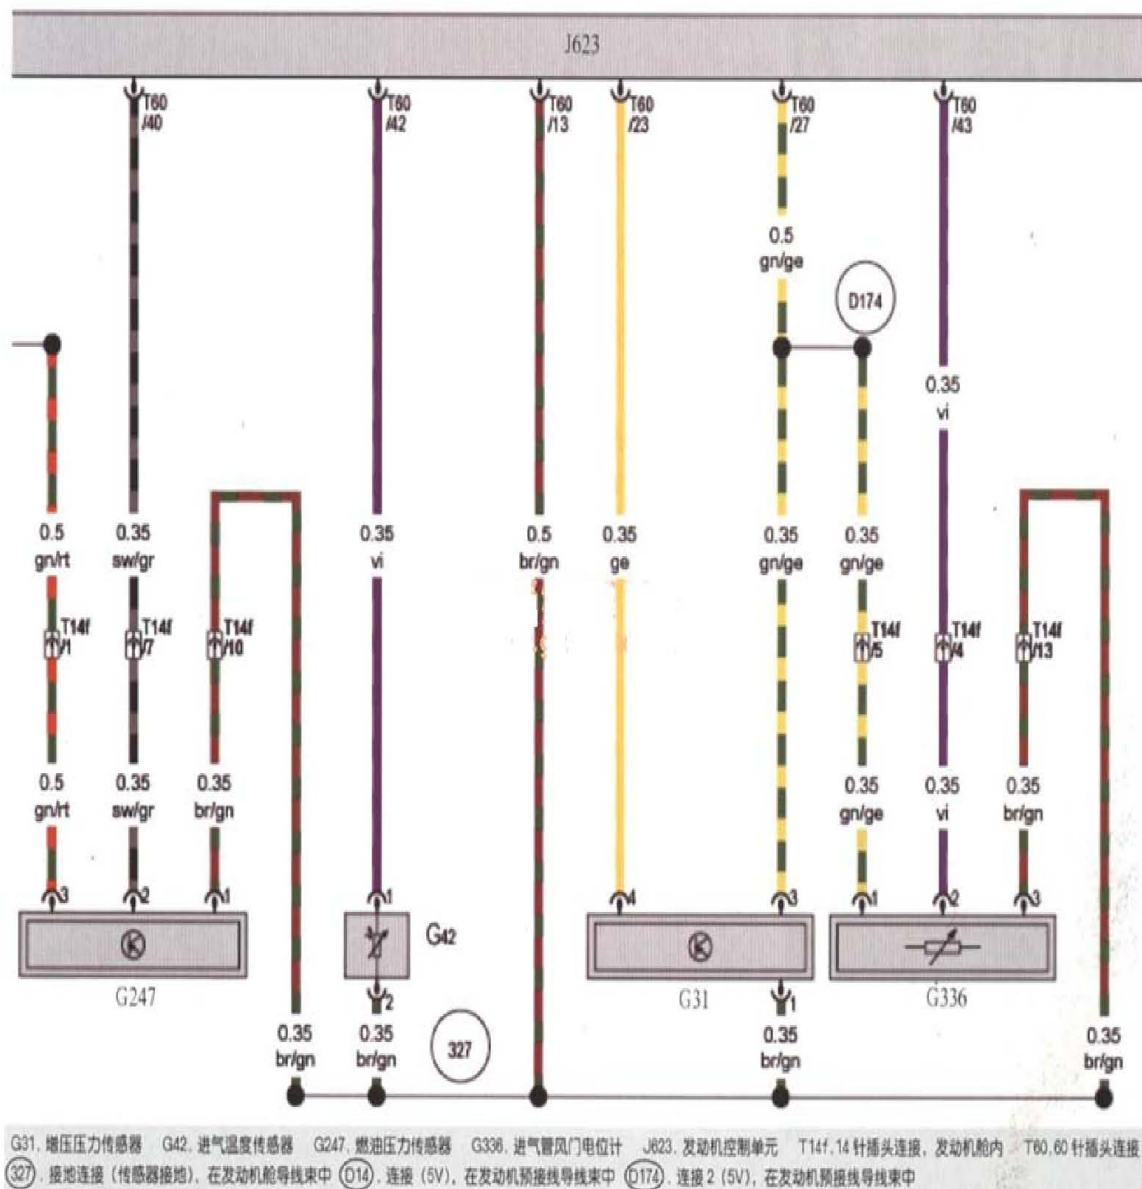 J623
T60 T60 T60 T60 T60 T60
/40 /42 /13 /23 /27 /43
0.5
gn/ge
D174
0.35
vi
0.5 0.35 0.35 0.5 0.35 0.35 0.35
gn/rt sw/gr vi br/gn ge gn/ge gn/ge
T14f T14f T14f T14f T14f T14f
/1 /7 /10 /5 /4 /13
0.5 0.35 0.35 0.35 0.35 0.35
gn/rt sw/gr br/gn gn/ge vi br/gn
3 2 1 1 4 3 1 2 3
G42
G247 2 G31 1 G336
0.35 0.35 327 0.35 0.35
br/gn br/gn br/gn br/gn
G31. 增压压力传感器 G42. 进气温度传感器 G247. 燃油压力传感器 G336. 进气管风门电位计 J623. 发动机控制单元 T14f. 14 针插头连接, 发动机舱内 T60. 60 针插头连接
327. 接地连接 (传感器接地), 在发动机舱导线束中 D14. 连接 (5V), 在发动机预接线导线束中 D174. 连接 2 (5V), 在发动机预接线导线束中